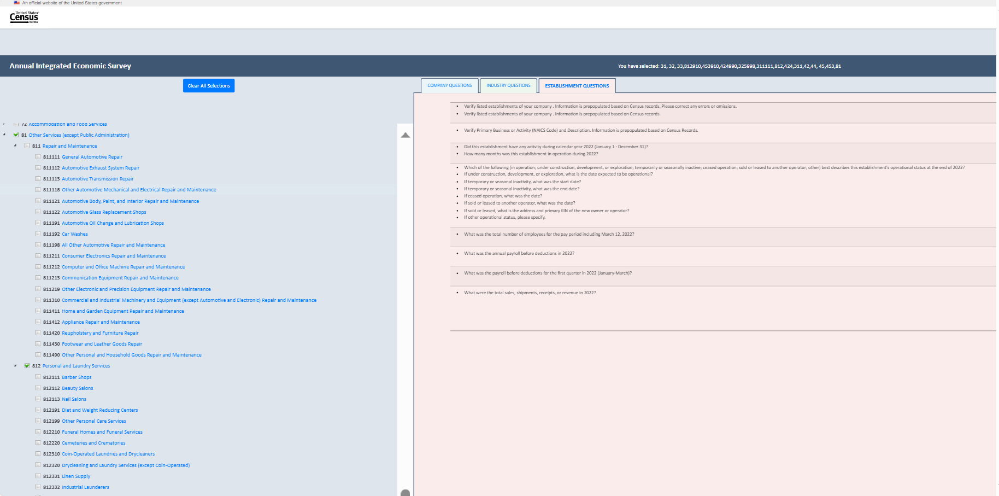 An official website of the United States government
United States®
Census
Bureau
Annual Integrated Economic Survey
You have selected: 31, 32, 33,812910,453910,424990,325998,311111,812,424,311,42,44, 45,453,81
Clear All Selections
COMPANY QUESTIONS
INDUSTRY QUESTIONS
ESTABLISHMENT QUESTIONS
72 Accommodation and Food Services
81 Other Services (except Public Administration)
811 Repair and Maintenance
811111 General Automotive Repair
811112 Automotive Exhaust System Repair
811113 Automotive Transmission Repair
811118 Other Automotive Mechanical and Electrical Repair and Maintenance
811121 Automotive Body, Paint, and Interior Repair and Maintenance
811122 Automotive Glass Replacement Shops
811191 Automotive Oil Change and Lubrication Shops
811192 Car Washes
811198 All Other Automotive Repair and Maintenance
811211 Consumer Electronics Repair and Maintenance
811212 Computer and Office Machine Repair and Maintenance
811213 Communication Equipment Repair and Maintenance
811219 Other Electronic and Precision Equipment Repair and Maintenance
811310 Commercial and Industrial Machinery and Equipment (except Automotive and Electronic) Repair and Maintenance
811411 Home and Garden Equipment Repair and Maintenance
811412 Appliance Repair and Maintenance
811420 Reupholstery and Furniture Repair
811430 Footwear and Leather Goods Repair
811490 Other Personal and Household Goods Repair and Maintenance
812 Personal and Laundry Services
812111 Barber Shops
812112 Beauty Salons
812113 Nail Salons
812191 Diet and Weight Reducing Centers
812199 Other Personal Care Services
812210 Funeral Homes and Funeral Services
812220 Cemeteries and Crematories
812310 Coin-Operated Laundries and Drycleaners
812320 Drycleaning and Laundry Services (except Coin-Operated)
812331 Linen Supply
812332 Industrial Launderers
• Verify listed establishments of your company . Information is prepopulated based on Census records. Please correct any errors or omissions.
• Verify listed establishments of your company . Information is prepopulated based on Census records.
• Verify Primary Business or Activity (NAICS Code) and Description. Information is prepopulated based on Census Records.
• Did this establishment have any activity during calendar year 2022 (January 1 - December 31)?
• How many months was this establishment in operation during 2022?
• Which of the following (in operation; under construction, development, or exploration; temporarily or seasonally inactive; ceased operation; sold or leased to another operator; other) best describes this establishment's operational status at the end of 2022?
• If under construction, development, or exploration, what is the date expected to be operational?
• If temporary or seasonal inactivity, what was the start date?
• If temporary or seasonal inactivity, what was the end date?
• If ceased operation, what was the date?
• If sold or leased to another operator, what was the date?
• If sold or leased, what is the address and primary EIN of the new owner or operator?
• If other operational status, please specify.
• What was the total number of employees for the pay period including March 12, 2022?
• What was the annual payroll before deductions in 2022?
• What was the payroll before deductions for the first quarter in 2022 (January-March)?
• What were the total sales, shipments, receipts, or revenue in 2022?